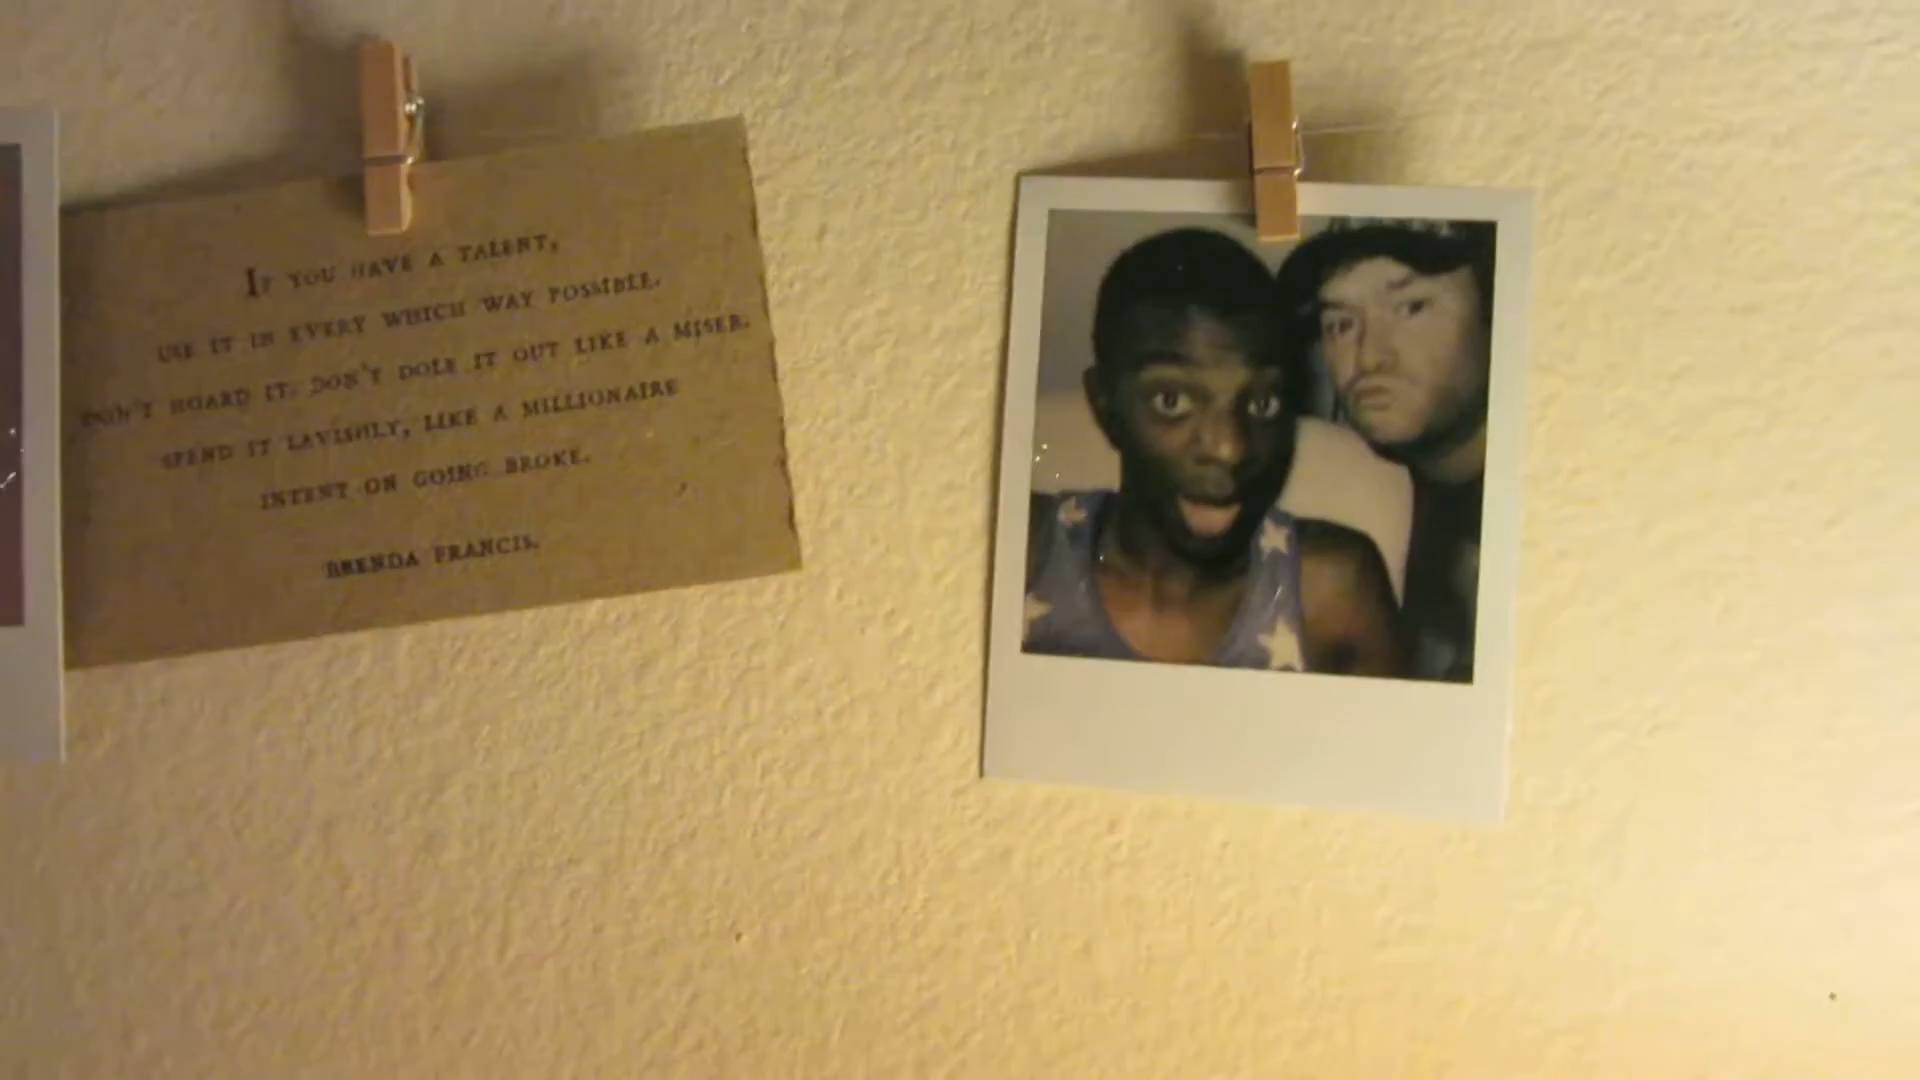 If you have a talent,
use it in every which way possible.
Don't hoard it. Don't dole it out like a miser.
Spend it lavishly, like a millionaire
intent on going broke.
Brenda Francis.